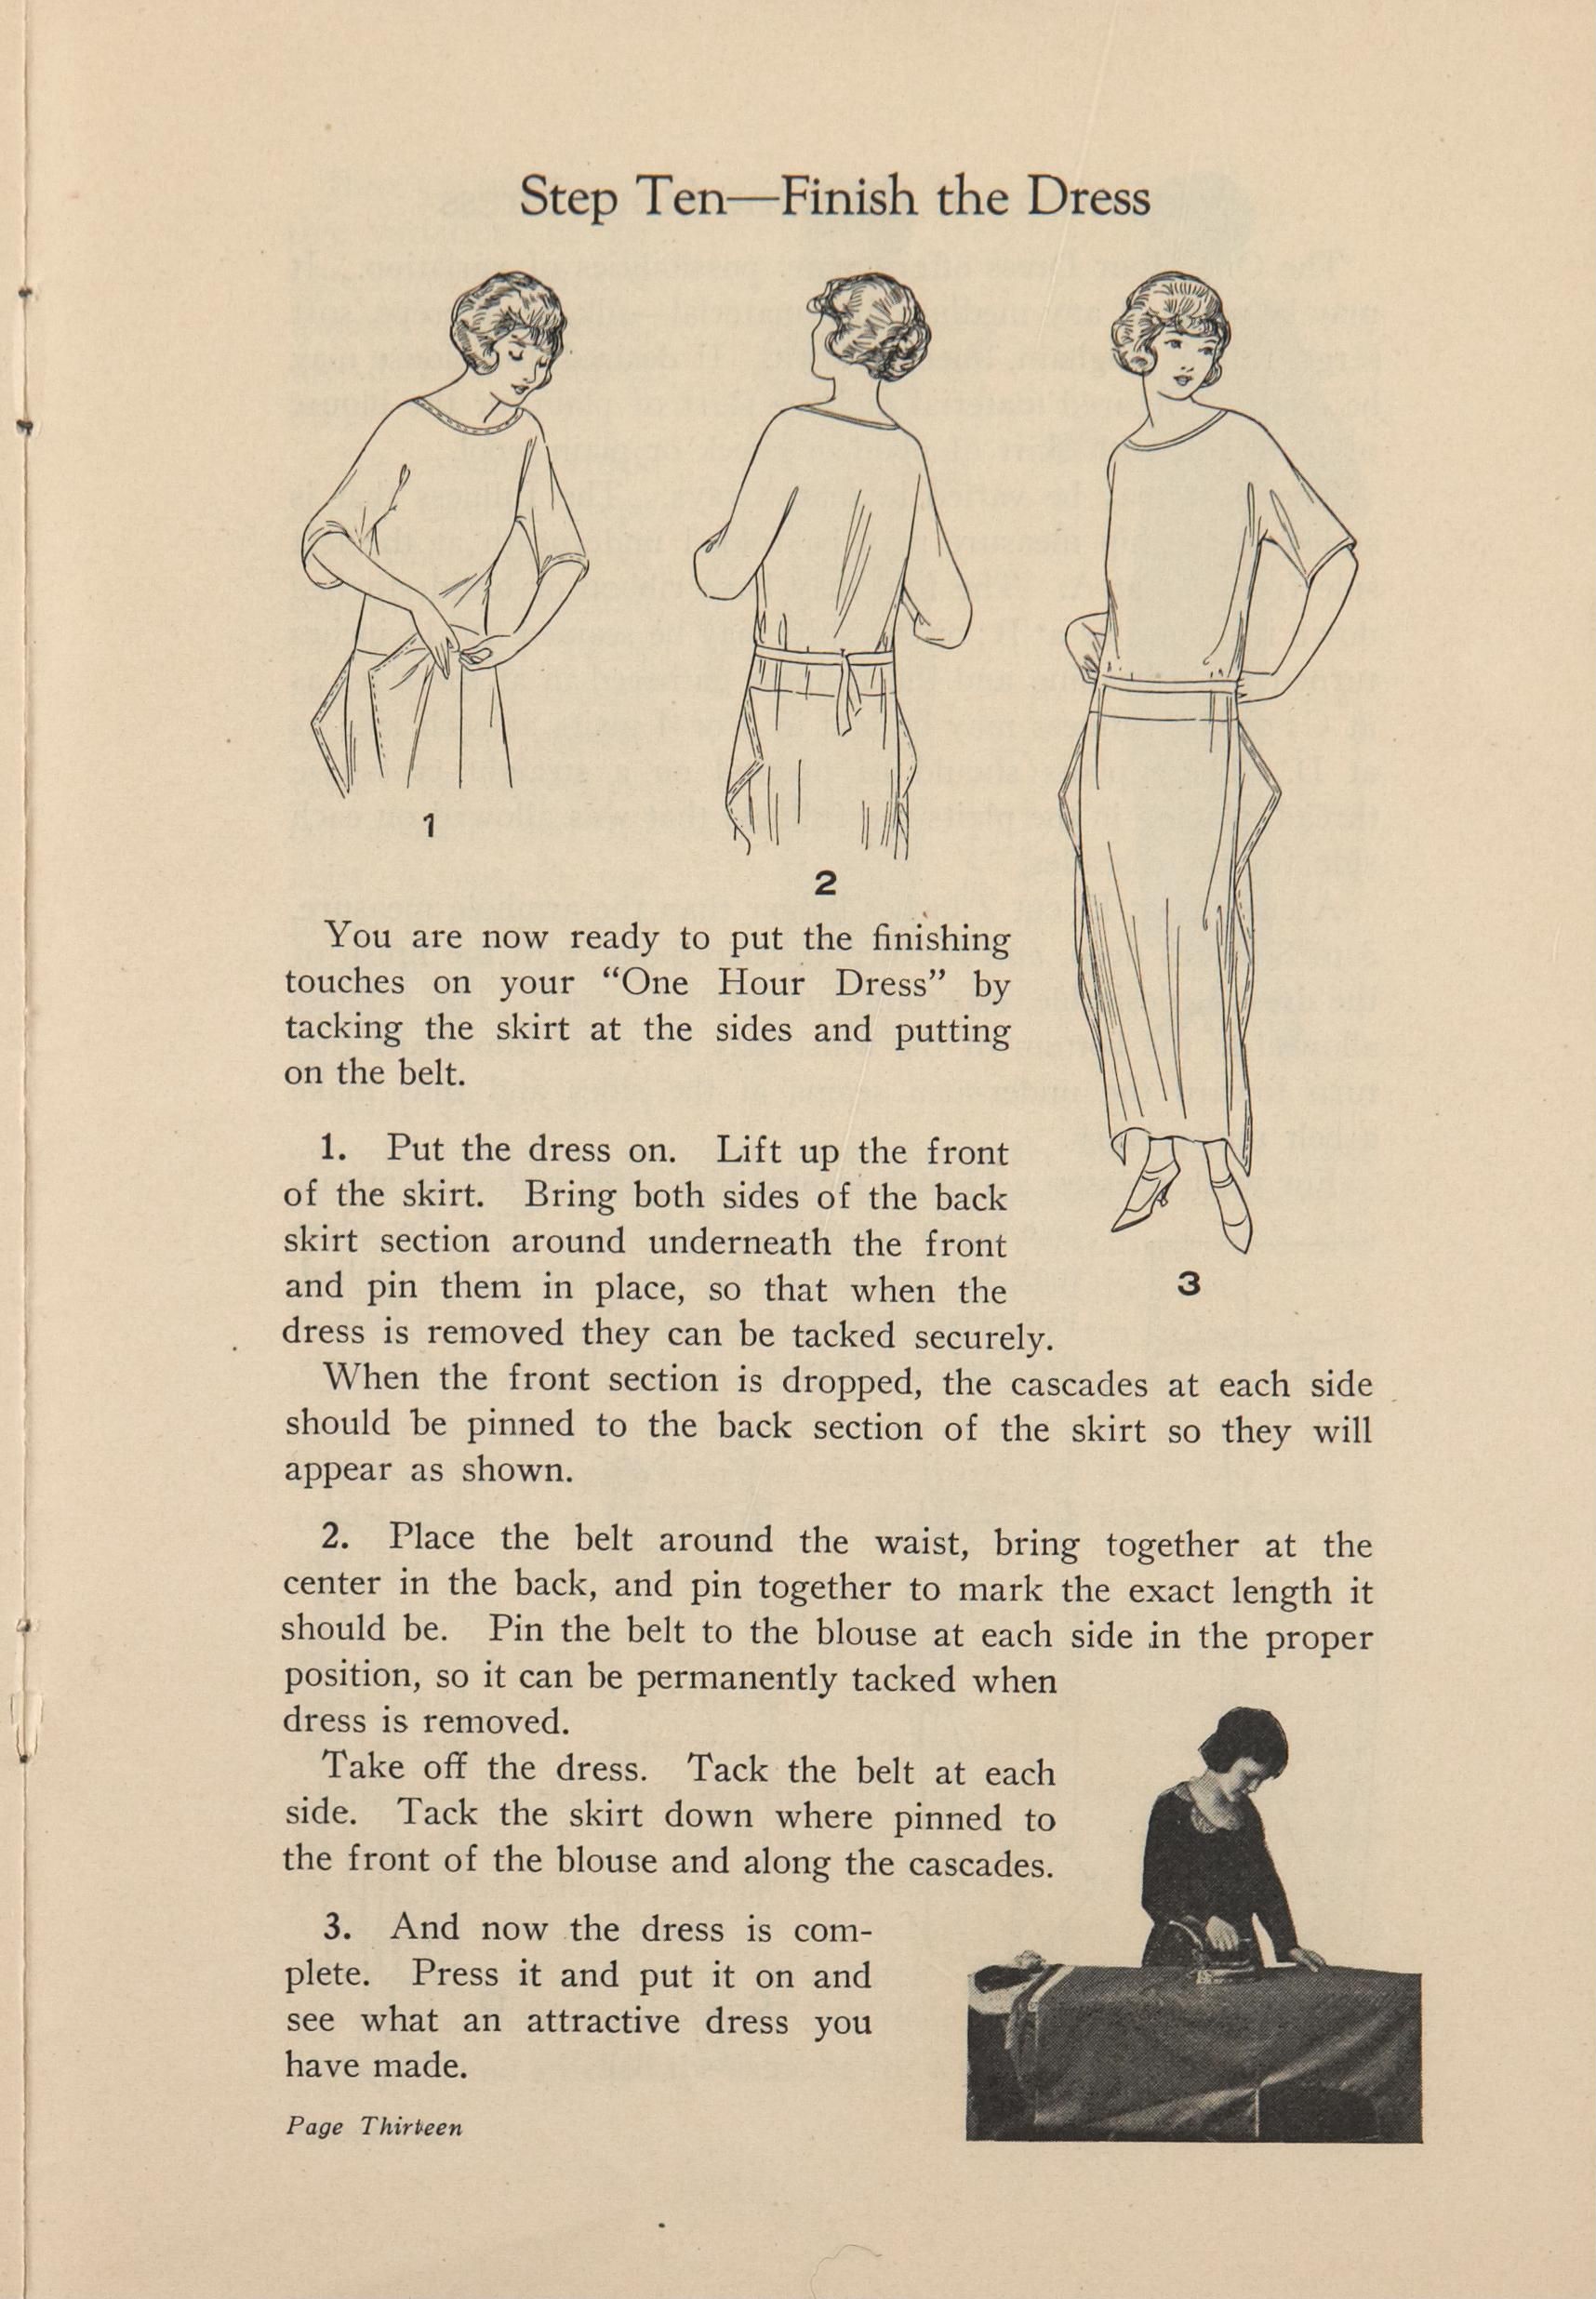 Step Ten—Finish the Dress
1
2
3
You are now ready to put the finishing
touches on your “One Hour Dress” by
tacking the skirt at the sides and putting
on the belt.
1. Put the dress on. Lift up the front
of the skirt. Bring both sides of the back
skirt section around underneath the front
and pin them in place, so that when the
dress is removed they can be tacked securely.
When the front section is dropped, the cascades at each side
should be pinned to the back section of the skirt so they will
appear as shown.
2. Place the belt around the waist, bring together at the
center in the back, and pin together to mark the exact length it
should be. Pin the belt to the blouse at each side in the proper
position, so it can be permanently tacked when
dress is removed.
Take off the dress. Tack the belt at each
side. Tack the skirt down where pinned to
the front of the blouse and along the cascades.
3. And now the dress is com-
plete. Press it and put it on and
see what an attractive dress you
have made.
Page Thirteen